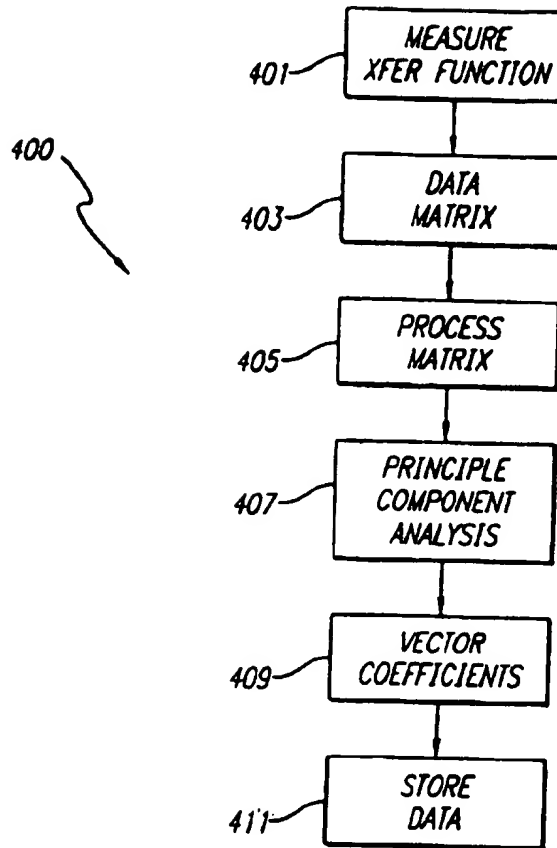 MEASURE
XFER FUNCTION
401
400
DATA
MATRIX
403
PROCESS
MATRIX
405
PRINCIPLE
COMPONENT
ANALYSIS
407
VECTOR
COEFFICIENTS
409
STORE
DATA
411